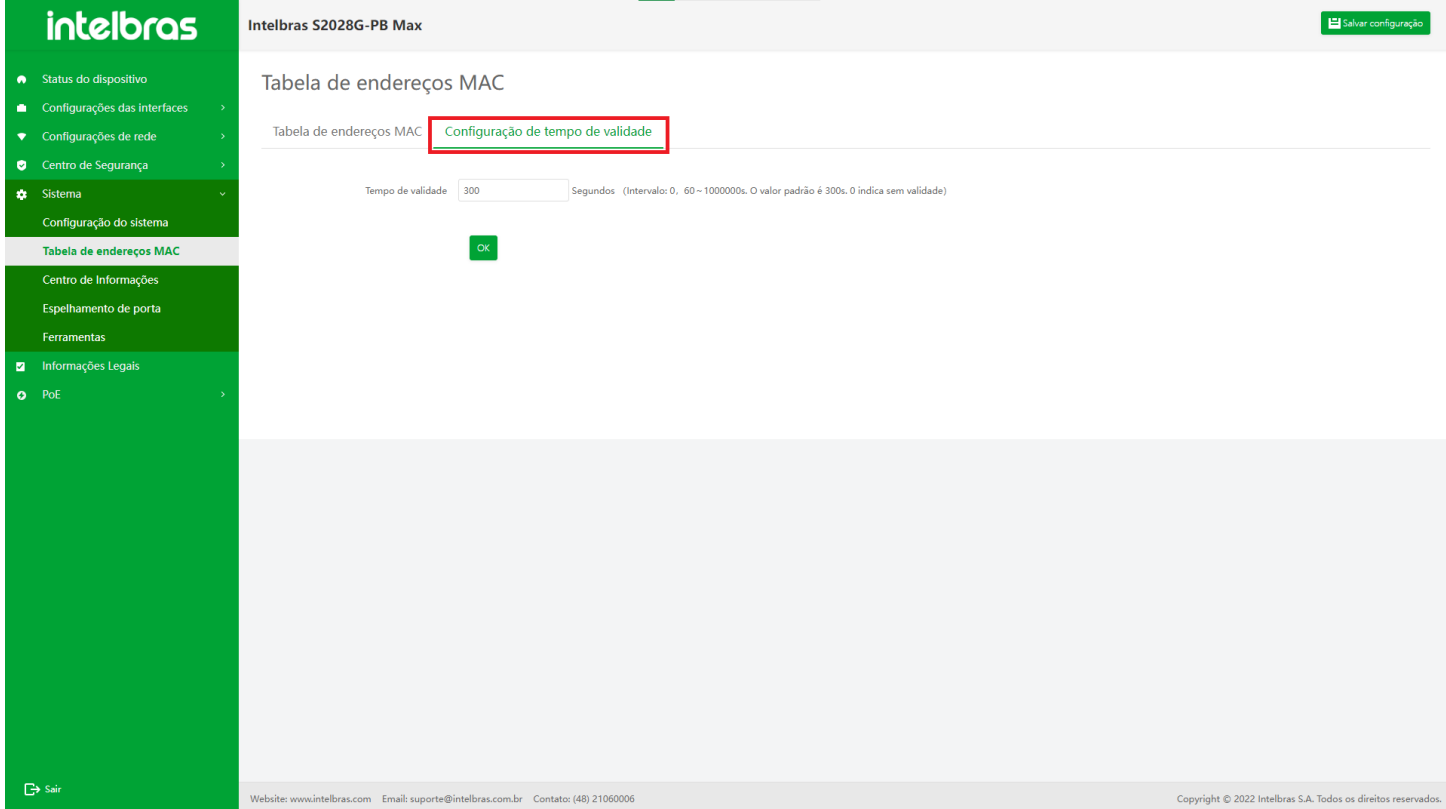 intelbras
Intelbras S2028G-PB Max
Salvar configuração
Status do dispositivo
Configurações das interfaces
Configurações de rede
Centro de Segurança
Sistema
Configuração do sistema
Tabela de endereços MAC
Centro de Informações
Espelhamento de porta
Ferramentas
Informações Legais
PoE
Sair
Tabela de endereços MAC
Tabela de endereços MAC Configuração de tempo de validade
Tempo de validade 300 Segundos (Intervalo: 0, 60~1000000s. O valor padrão é 300s. 0 indica sem validade)
OK
Website: www.intelbras.com Email: suporte@intelbras.com.br Contato: (48) 21060006 Copyright © 2022 Intelbras S.A. Todos os direitos reservados.